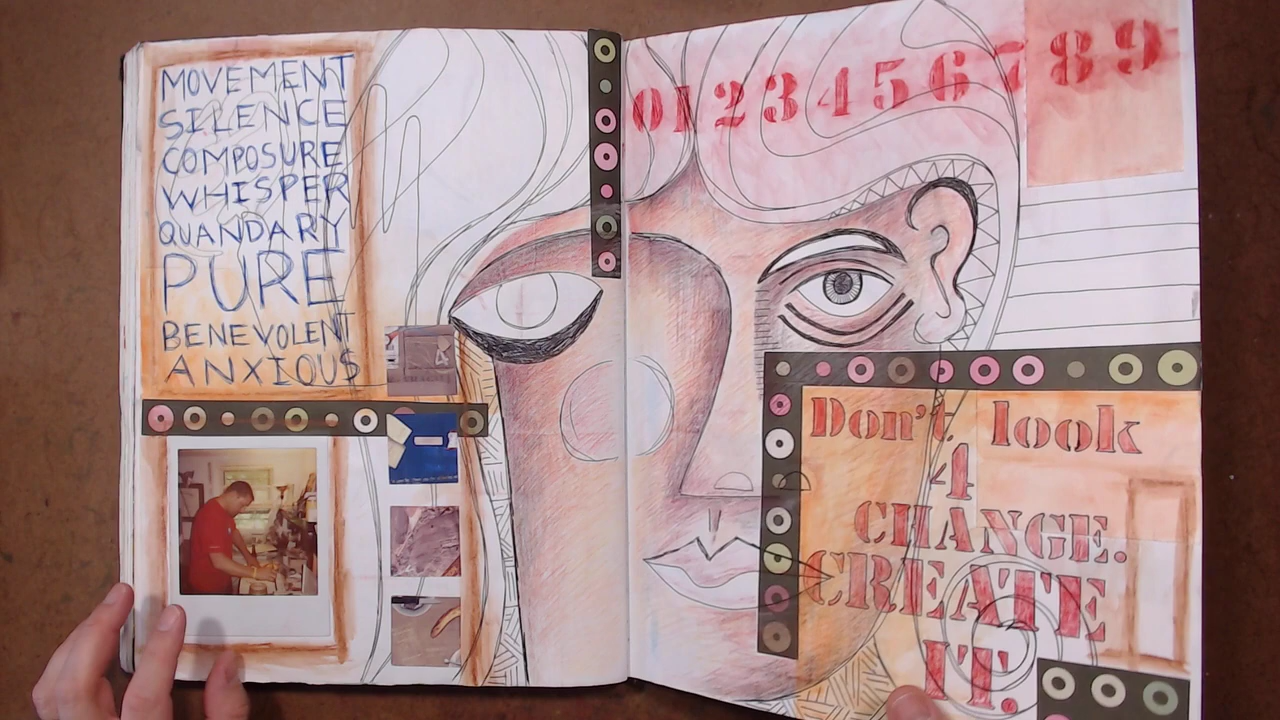 MOVEMENT
SILENCE
COMPOSURE
WHISPER
QUANDARY
PURE
BENEVOLENT
ANXIOUS
0123456789
Don't look
4
CHANGE.
CREATE
IT.